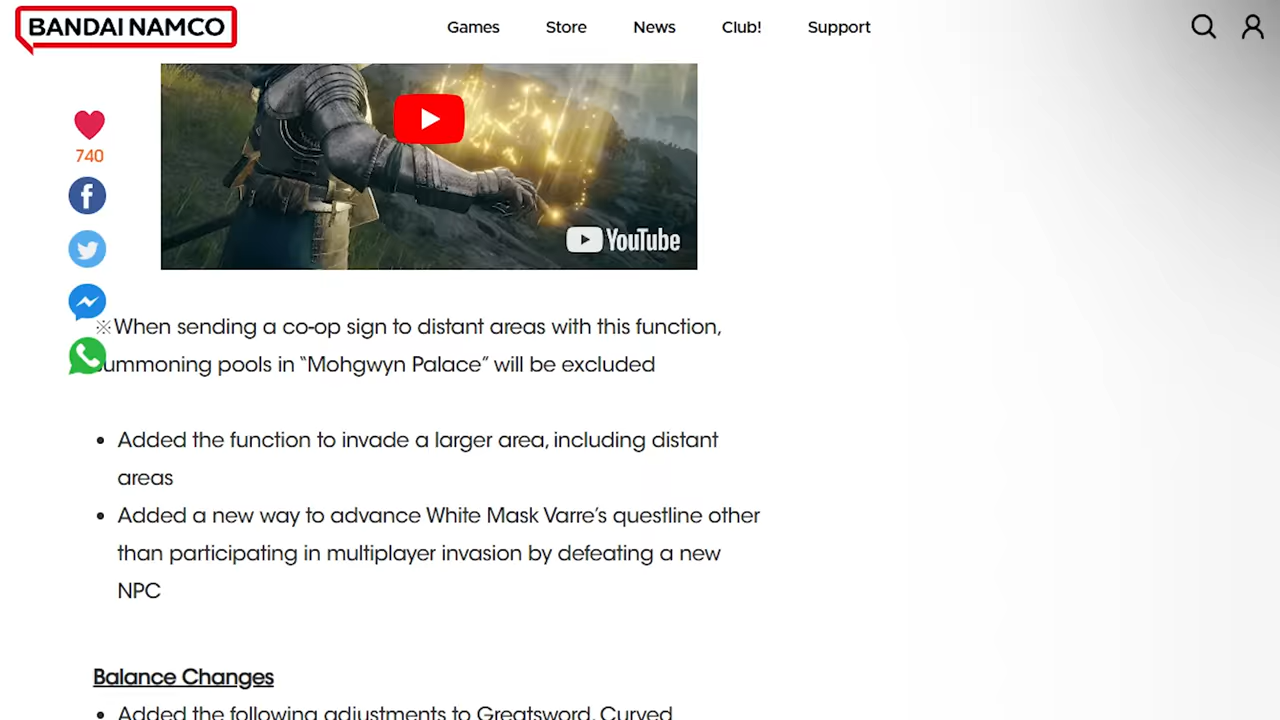 BANDAI NAMCO
Games Store News Club! Support
740
YouTube
※When sending a co-op sign to distant areas with this function,
summoning pools in “Mohgwyn Palace” will be excluded
• Added the function to invade a larger area, including distant
areas
• Added a new way to advance White Mask Varre’s questline other
than participating in multiplayer invasion by defeating a new
NPC
Balance Changes
• Added the following adjustments to Greatsword, Curved